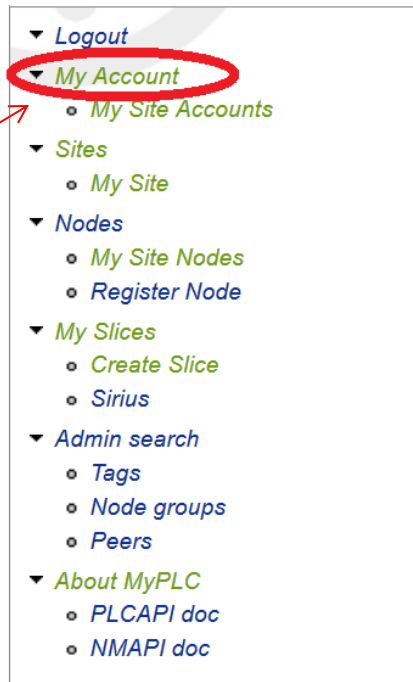 Logout
My Account
My Site Accounts
Sites
My Site
Nodes
My Site Nodes
Register Node
My Slices
Create Slice
Sirius
Admin search
Tags
Node groups
Peers
About MyPLC
PLCAPI doc
NMAPI doc